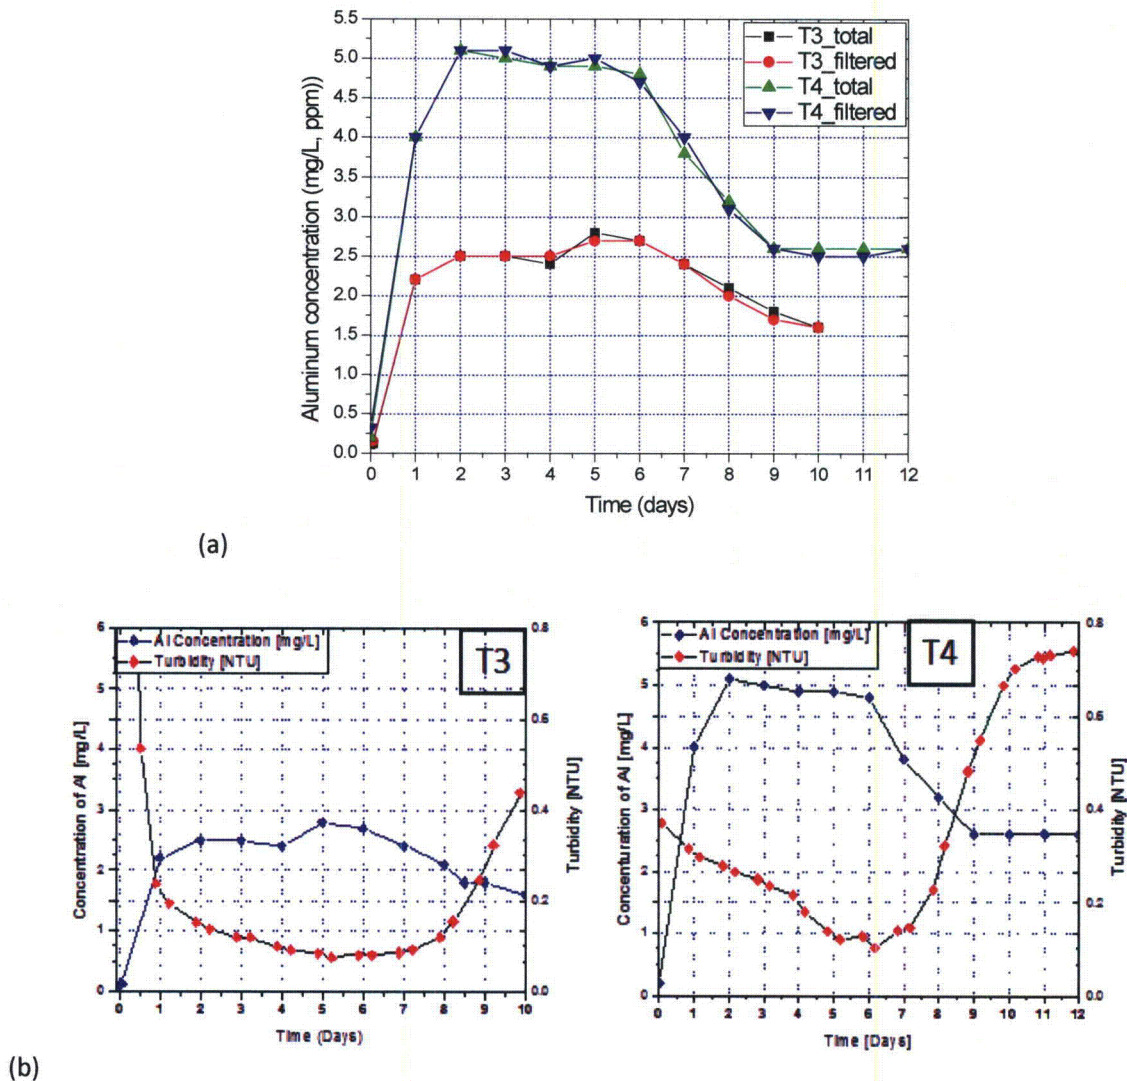 5.5
5.0
4.5
4.0
3.5
3.0
2.5
2.0
1.5
1.0
0.5
0.0
Aluminum concentration (mg/L, ppm))
T3_total
T3_filtered
T4_total
T4_filtered
0 1 2 3 4 5 6 7 8 9 10 11 12
Time (days)
(a)
Al Concentration [mg/L]
Turbidity [NTU]
T3
6
5
4
3
2
1
0
Concentration of Al [mg/L]
0.8
0.6
0.4
0.2
0.0
Turbidity [NTU]
0 1 2 3 4 5 6 7 8 9 10
Time (Days)
Al Concentration [mg/L]
Turbidity [NTU]
T4
6
5
4
3
2
1
0
Concenturation of Al [mg/L]
0.8
0.6
0.4
0.2
0.0
Turbidity [NTU]
0 1 2 3 4 5 6 7 8 9 10 11 12
Time [Days]
(b)